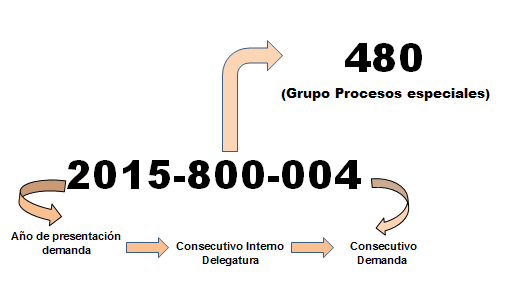 480
(Grupo Procesos especiales)
2015-800-004
Año de presentación
demanda
Consecutivo Interno
Delegatura
Consecutivo
Demanda